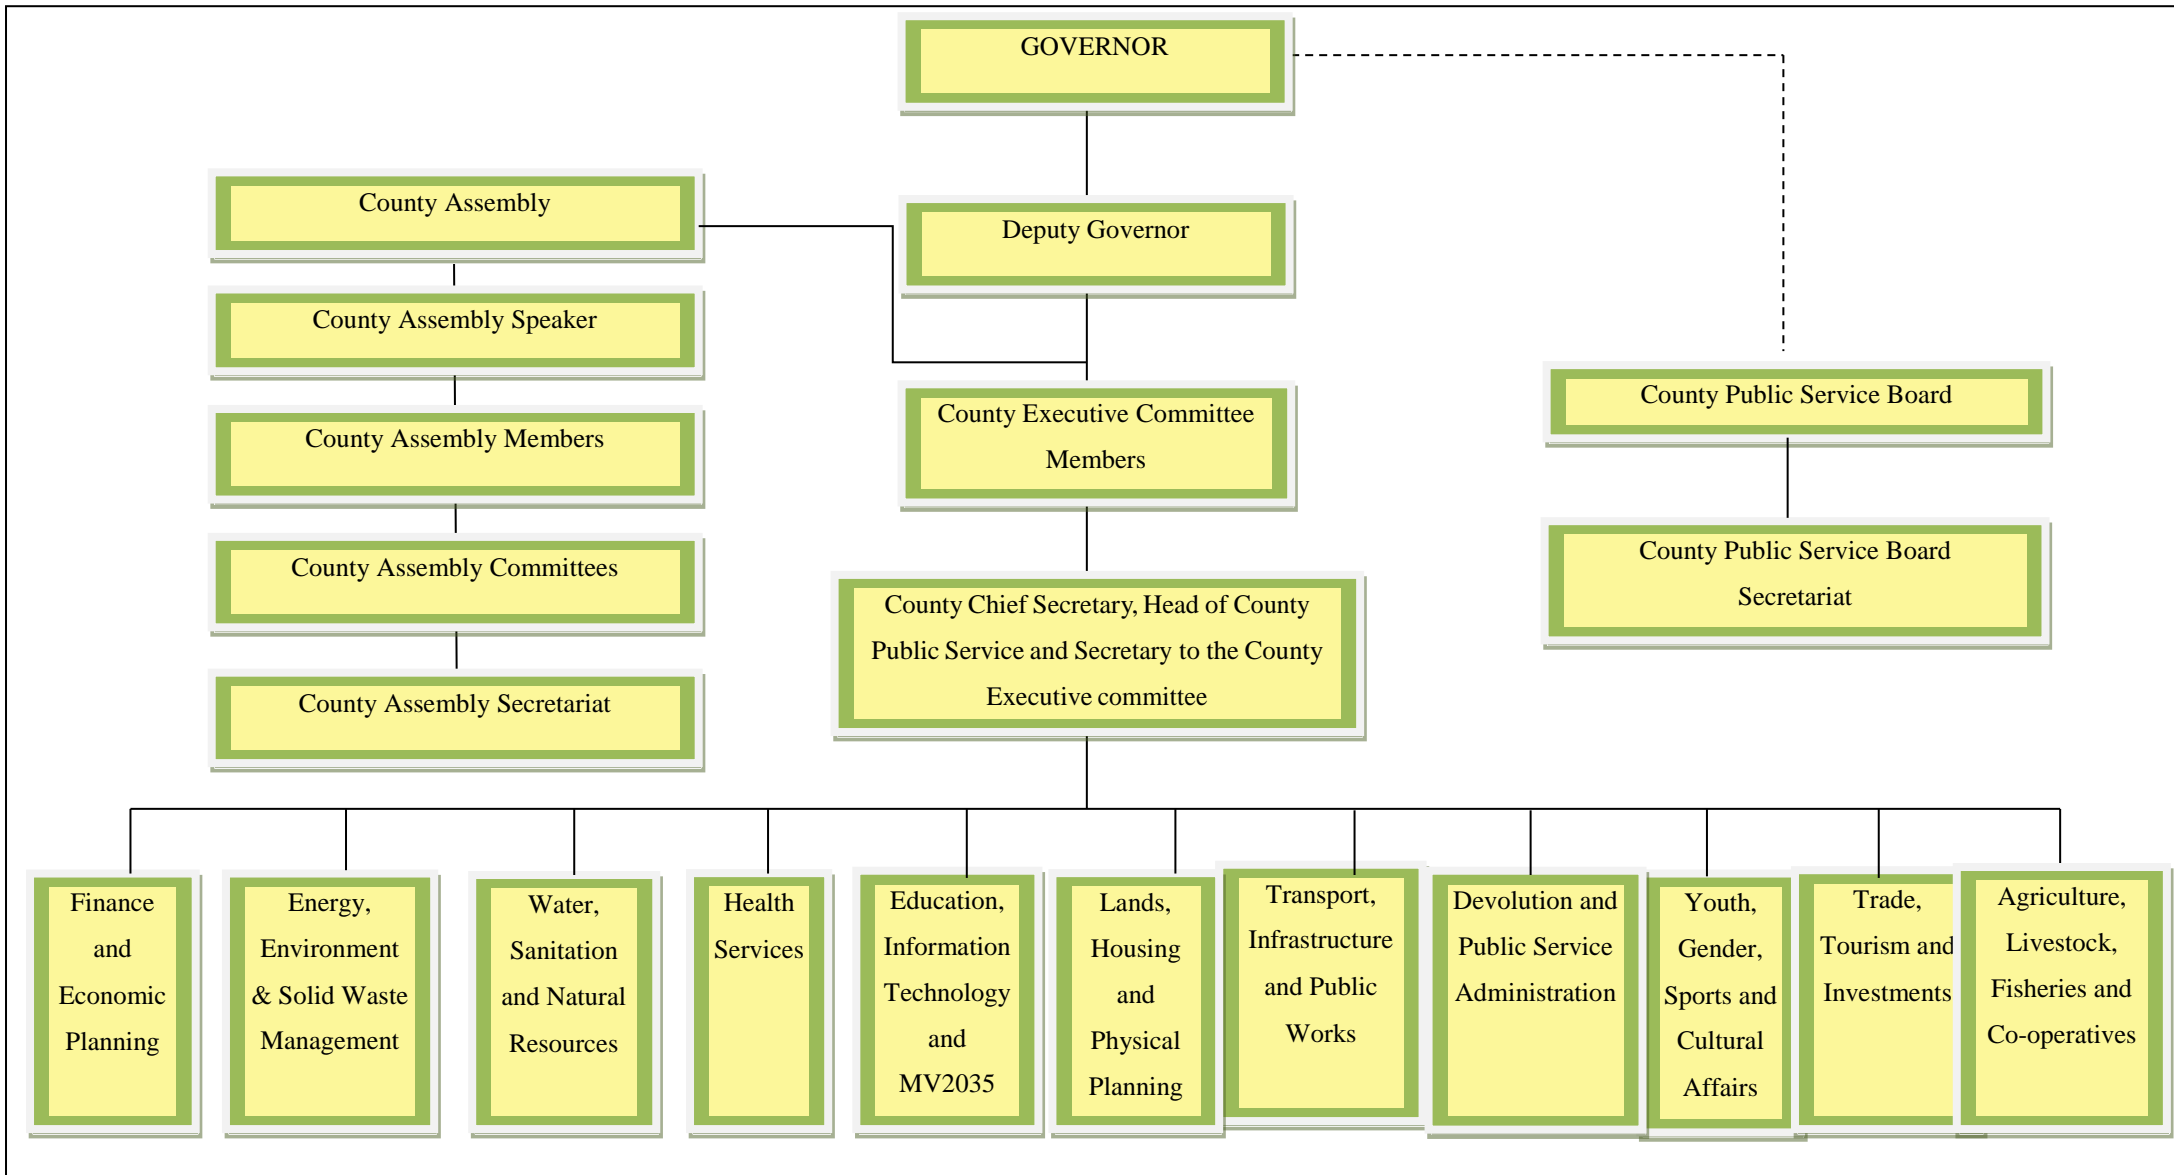 GOVERNOR
County Assembly
Deputy Governor
County Assembly Speaker
County Executive Committee
Members
County Public Service Board
County Assembly Members
County Assembly Committees
County Public Service Board
Secretariat
County Chief Secretary, Head of County
Public Service and Secretary to the County
Executive committee
County Assembly Secretariat
Finance
and
Economic
Planning
Energy,
Environment
& Solid Waste
Management
Water,
Sanitation
and Natural
Resources
Health
Services
Education,
Information
Technology
and
MV2035
Lands,
Housing
and
Physical
Planning
Transport,
Infrastructure
and Public
Works
Devolution and
Public Service
Administration
Youth,
Gender,
Sports and
Cultural
Affairs
Trade,
Tourism and
Investments
Agriculture,
Livestock,
Fisheries and
Co-operatives